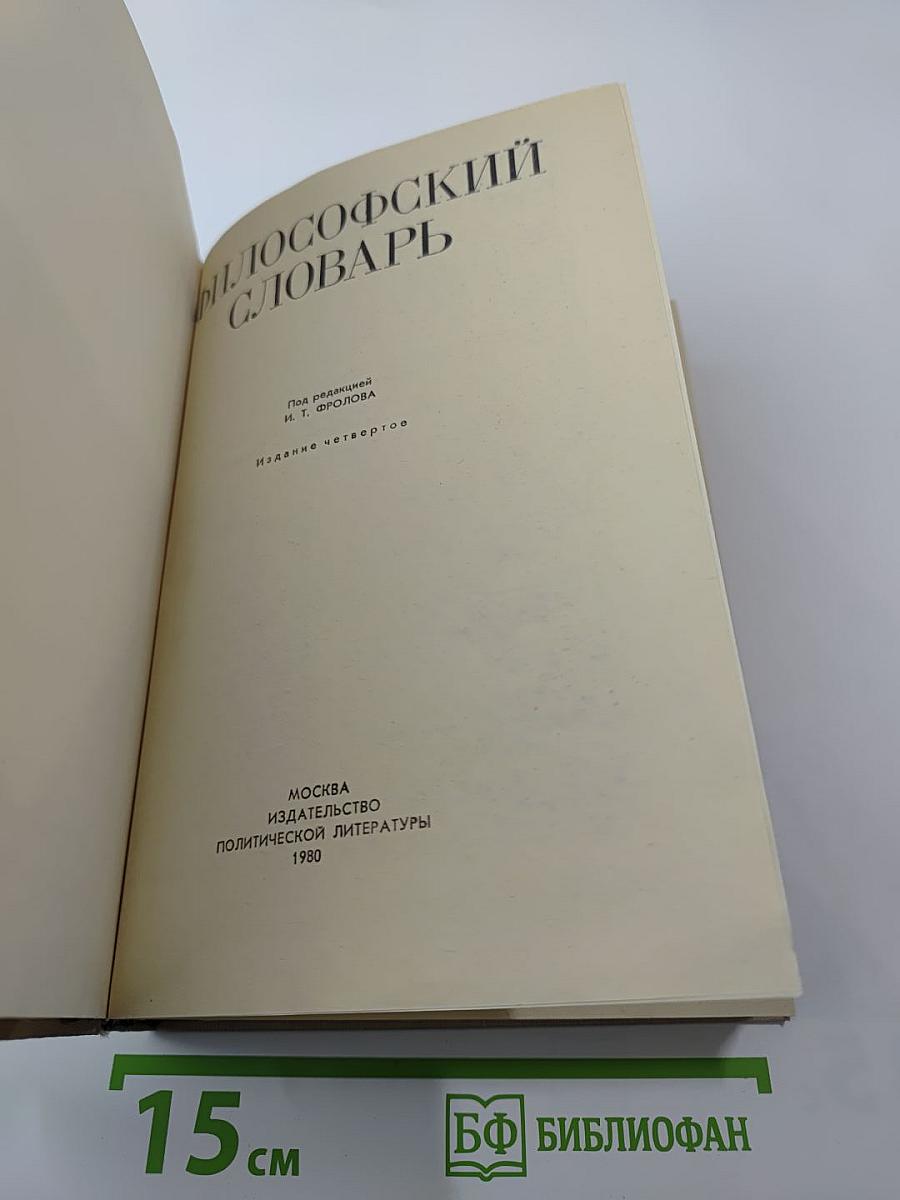 ФИЛОСОФСКИЙ
СЛОВАРЬ
Под редакцией
И. Т. ФРОЛОВА
Издание четвертое
МОСКВА
ИЗДАТЕЛЬСТВО
ПОЛИТИЧЕСКОЙ ЛИТЕРАТУРЫ
1980
15 см
БФ БИБЛИОФАН